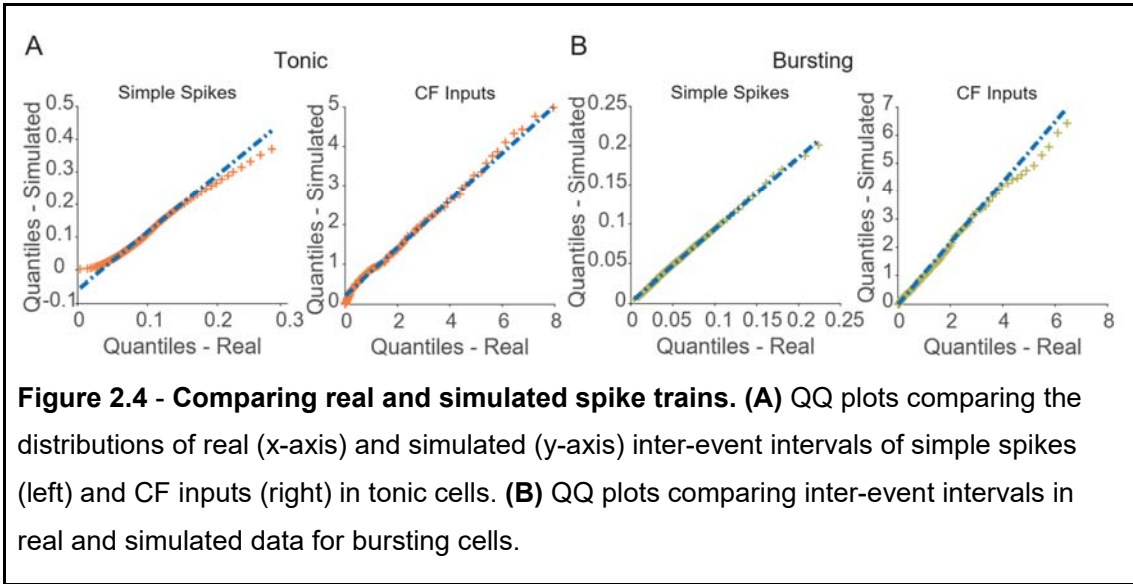 A
B
Tonic
Bursting
Simple Spikes
CF Inputs
Simple Spikes
CF Inputs
Quantiles - Simulated
0.5
0.4
0.3
0.2
0.1
0
-0.1
0
0.1
0.2
0.3
Quantiles - Real
Quantiles - Simulated
5
4
3
2
1
0
0
2
4
6
8
Quantiles - Real
Quantiles - Simulated
0.25
0.2
0.15
0.1
0.05
0
0
0.05
0.1
0.15
0.2
0.25
Quantiles - Real
Quantiles - Simulated
7
6
5
4
3
2
1
0
0
2
4
6
8
Quantiles - Real
Figure 2.4 - Comparing real and simulated spike trains. (A) QQ plots comparing the
distributions of real (x-axis) and simulated (y-axis) inter-event intervals of simple spikes
(left) and CF inputs (right) in tonic cells. (B) QQ plots comparing inter-event intervals in
real and simulated data for bursting cells.